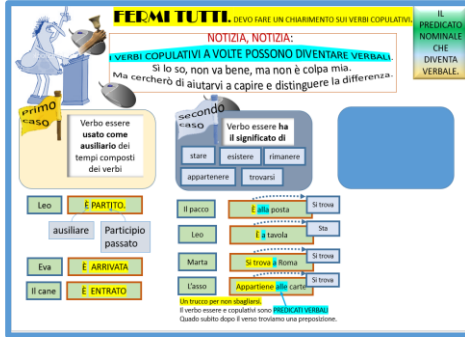 FERMI TUTTI. DEVO FARE UN CHIARIMENTO SUI VERBI COPULATIVI.
NOTIZIA, NOTIZIA:
I VERBI COPULATIVI A VOLTE POSSONO DIVENTARE VERBALI.
Sì lo so, non va bene, ma non è colpa mia.
Ma cercherò di aiutarvi a capire e distinguere la differenza.
IL
PREDICATO
NOMINALE
CHE
DIVENTA
VERBALE.
Primo
caso
Verbo essere
usato come
ausiliario dei
tempi composti
dei verbi
Leo
È PARTITO.
ausiliare
Participio
passato
Eva
È ARRIVATA
Il cane
È ENTRATO
secondo
caso
Verbo essere ha
il significato di
stare
esistere
rimanere
appartenere
trovarsi
Il pacco
È alla posta
Si trova
Leo
È a tavola
Sta
Marta
Si trova a Roma
Si trova
L'asso
Appartiene alle carte
Si trova
Un trucco per non sbagliarsi.
Il verbo essere e copulativi sono PREDICATI VERBALI
Quado subito dopo il verso troviamo una preposizione.